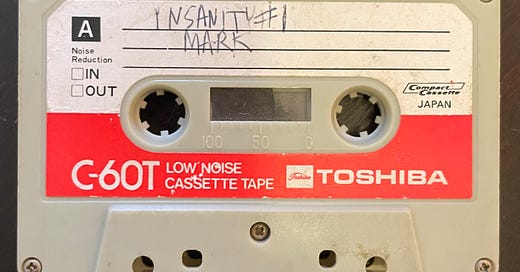 INSANITY #1
A
MARK
Noise
Reduction
IN
OUT
Compact
Cassette
JAPAN
100 50 0
C-60T LOW NOISE
CASSETTE TAPE
Toshiba TOSHIBA